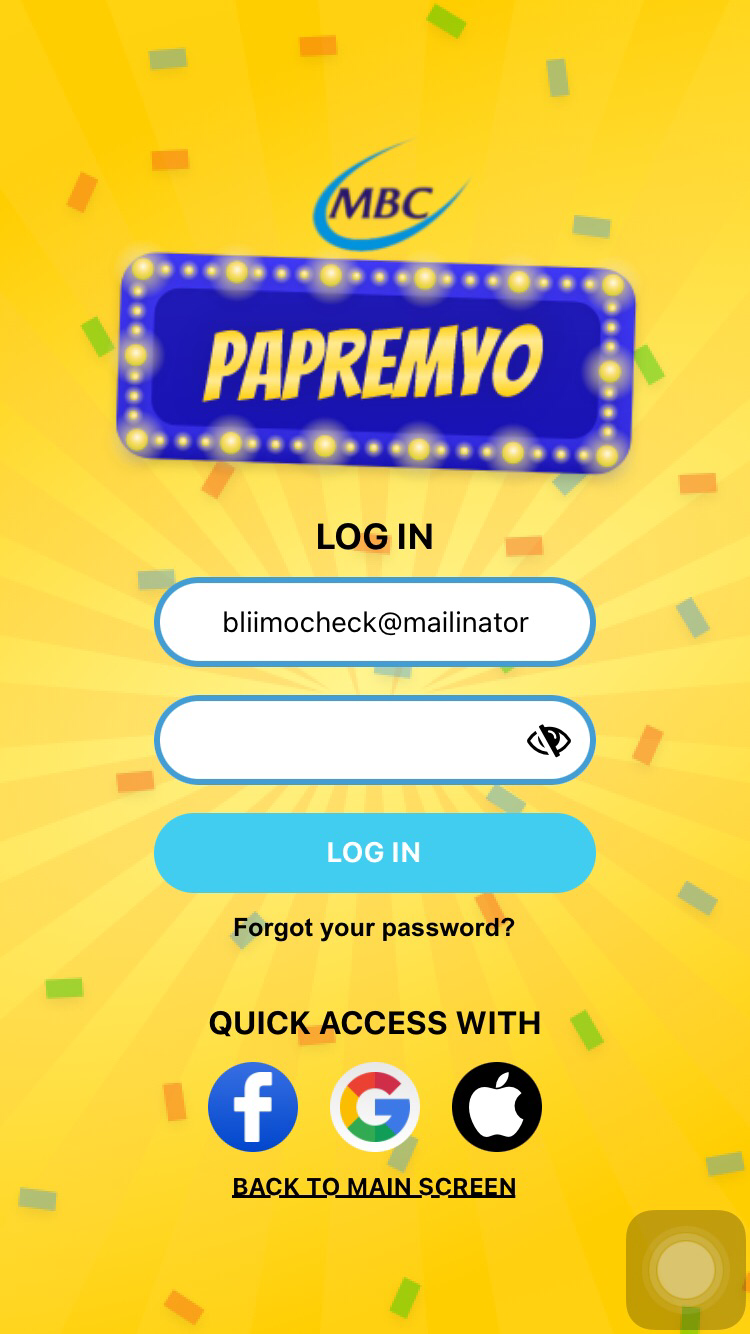 MBC
PAPREMYO
LOG IN
bliimocheck@mailinator
LOG IN
Forgot your password?
QUICK ACCESS WITH
BACK TO MAIN SCREEN